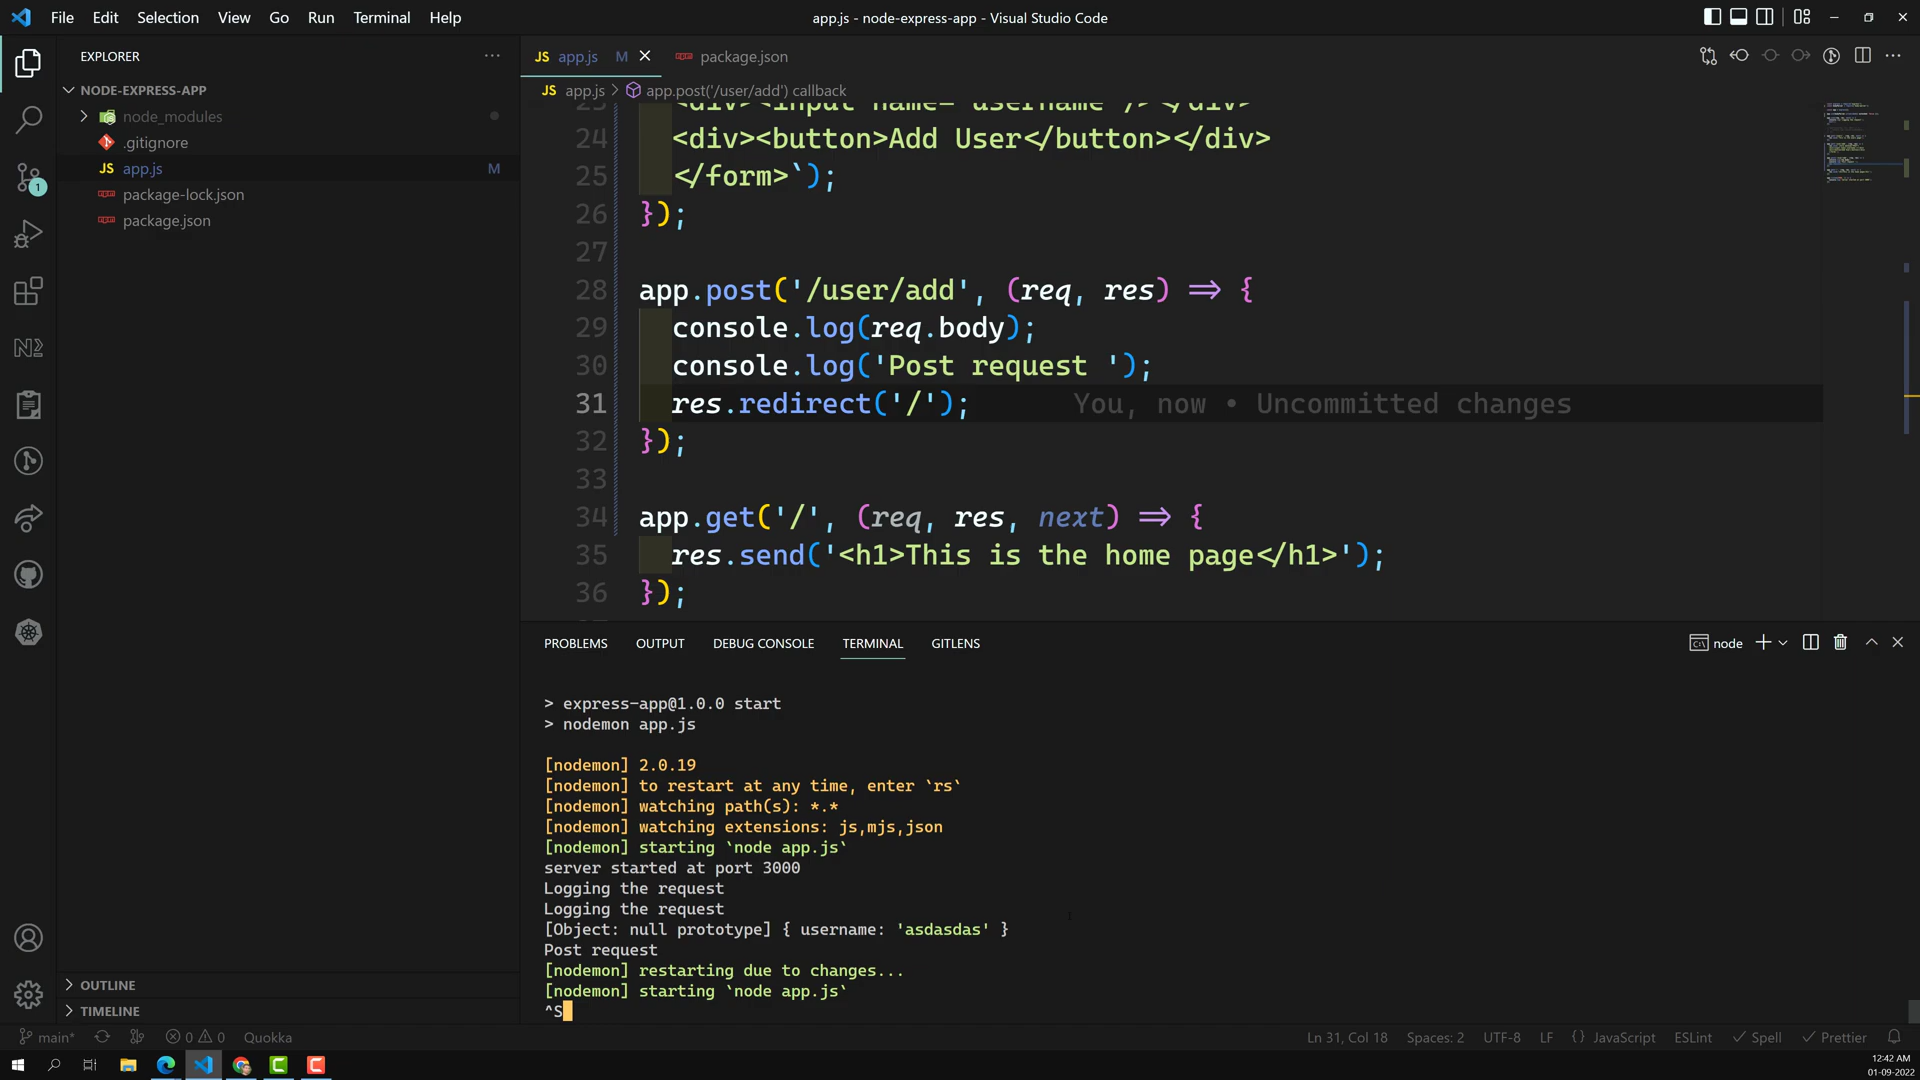 File Edit Selection View Go Run Terminal Help
app.js - node-express-app - Visual Studio Code
EXPLORER
NODE-EXPRESS-APP
node_modules
.gitignore
app.js M
package-lock.json
package.json
OUTLINE
TIMELINE
JS app.js M
package.json
JS app.js > app.post('/user/add') callback
23 <div><input name="username"/></div>
24 <div><button>Add User</button></div>
25 </form>`);
26 });
27
28 app.post('/user/add', (req, res) => {
29 console.log(req.body);
30 console.log('Post request ');
31 res.redirect('/'); You, now • Uncommitted changes
32 });
33
34 app.get('/', (req, res, next) => {
35 res.send('<h1>This is the home page</h1>');
36 });
PROBLEMS OUTPUT DEBUG CONSOLE TERMINAL GITLENS
node
> express-app@1.0.0 start
> nodemon app.js
[nodemon] 2.0.19
[nodemon] to restart at any time, enter `rs`
[nodemon] watching path(s): *.*
[nodemon] watching extensions: js,mjs,json
[nodemon] starting `node app.js`
server started at port 3000
Logging the request
Logging the request
[Object: null prototype] { username: 'asdasdas' }
Post request
[nodemon] restarting due to changes...
[nodemon] starting `node app.js`
^S
main* 0 0 Quokka
Ln 31, Col 18 Spaces: 2 UTF-8 LF {} JavaScript ESLint Spell Prettier
12:42 AM
01-09-2022